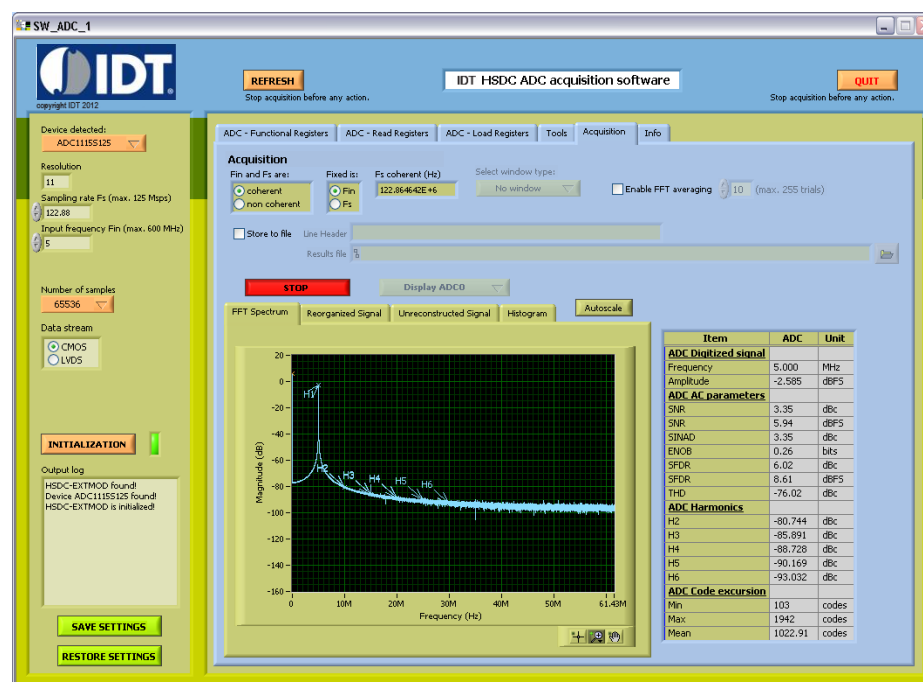 SW_ADC_1
IDT
copyright IDT 2012
REFRESH
Stop acquisition before any action.
IDT HSDC ADC acquisition software
QUIT
Stop acquisition before any action.
Device detected:
ADC1115S125
Resolution
11
Sampling rate Fs (max. 125 Msps)
122.88
Input frequency Fin (max. 600 MHz)
5
Number of samples
65536
Data stream
CMOS
LVDS
INITIALIZATION
Output log
HSDC-EXTMOD found!
Device ADC1115S125 found!
HSDC-EXTMOD is initialized!
SAVE SETTINGS
RESTORE SETTINGS
ADC - Functional Registers
ADC - Read Registers
ADC - Load Registers
Tools
Acquisition
Info
Acquisition
Fin and Fs are:
coherent
non coherent
Fixed is:
Fin
Fs
Fs coherent (Hz)
122.864642E+6
Select window type:
No window
Enable FFT averaging
10
(max. 255 trials)
Store to file
Line Header
Results file
%
STOP
Display ADC0
FFT Spectrum
Reorganized Signal
Unreconstructed Signal
Histogram
Autoscale
Magnitude (dB)
20
0
-20
-40
-60
-80
-100
-120
-140
-160
H1
H2
H3
H4
H5
H6
0
10M
20M
30M
40M
50M
61.43M
Frequency (Hz)
Item ADC Unit
ADC Digitized signal
Frequency 5.000 MHz
Amplitude -2.585 dBFS
ADC AC parameters
SNR 3.35 dBc
SNR 5.94 dBFS
SINAD 3.35 dBc
ENOB 0.26 bits
SFDR 6.02 dBc
SFDR 8.61 dBFS
THD -76.02 dBc
ADC Harmonics
H2 -80.744 dBc
H3 -85.891 dBc
H4 -88.728 dBc
H5 -90.169 dBc
H6 -93.032 dBc
ADC Code excursion
Min 103 codes
Max 1942 codes
Mean 1022.91 codes